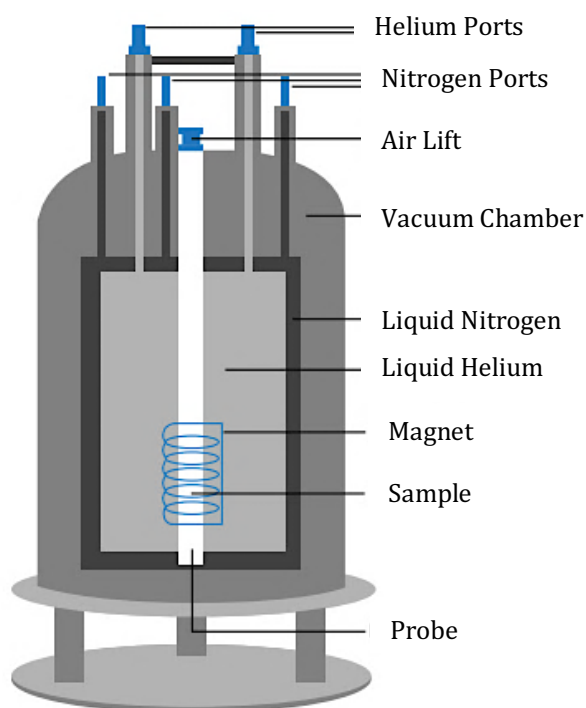 Helium Ports
Nitrogen Ports
Air Lift
Vacuum Chamber
Liquid Nitrogen
Liquid Helium
Magnet
Sample
Probe